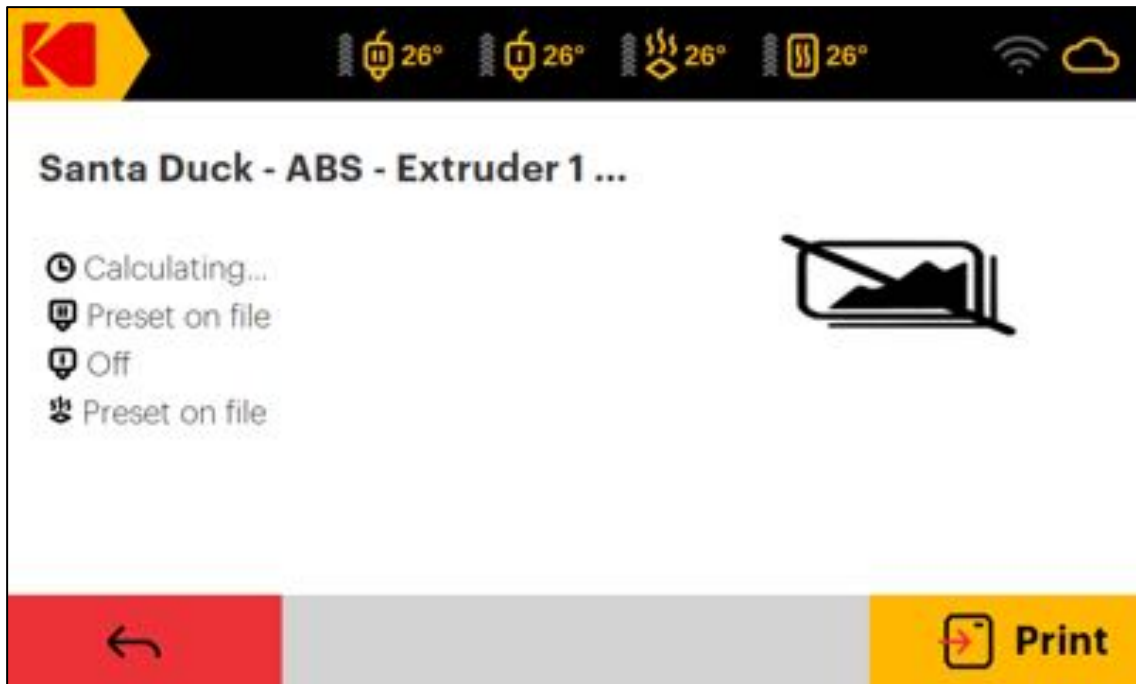 26° 26° 26° 26°
Santa Duck - ABS - Extruder 1 ...
Calculating...
Preset on file
Off
Preset on file
Print